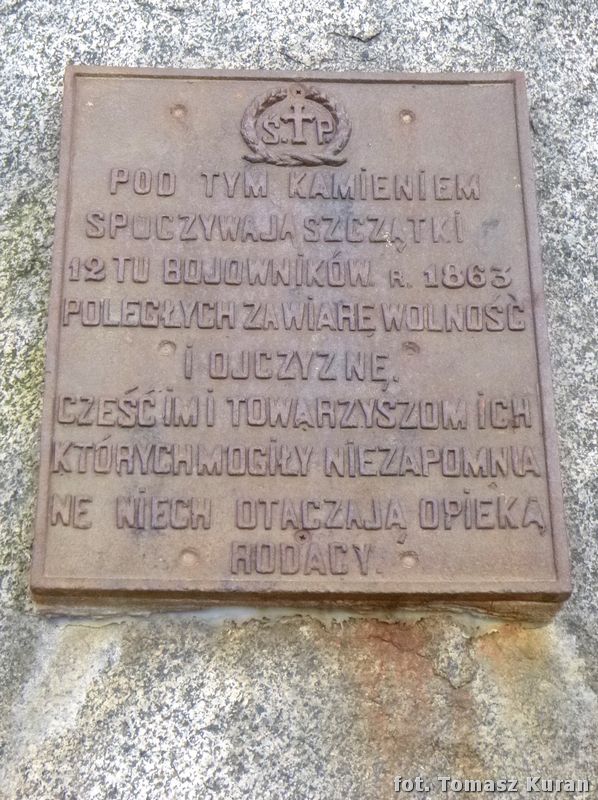 Ś. P.
POD TYM KAMIENIEM
SPOCZYWAJĄ SZCZĄTKI
12TU BOJOWNIKÓW. R. 1863
POLEGŁYCH ZA WIARĘ WOLNOŚĆ
I OJCZYZNĘ.
CZEŚĆ IM I TOWARZYSZOM ICH
KTÓRYCH MOGIŁY NIEZAPOMNIA
NE NIECH OTACZAJĄ OPIEKĄ
RODACY.
fot. Tomasz Kuran